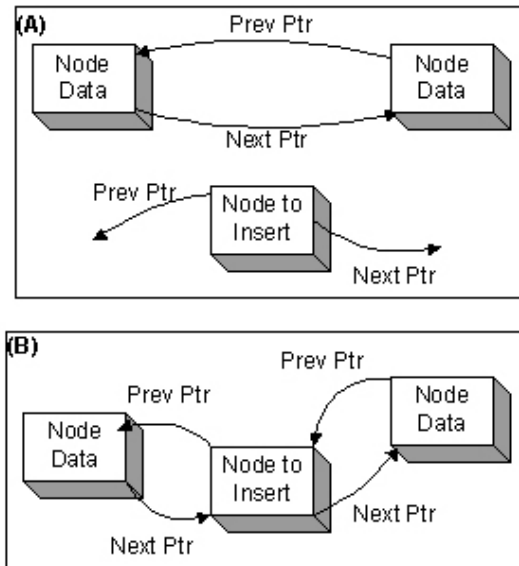 (A)
Prev Ptr
Node
Data
Node
Data
Next Ptr
Prev Ptr
Node to
Insert
Next Ptr
(B)
Prev Ptr
Prev Ptr
Node
Data
Node
Data
Node to
Insert
Next Ptr
Next Ptr